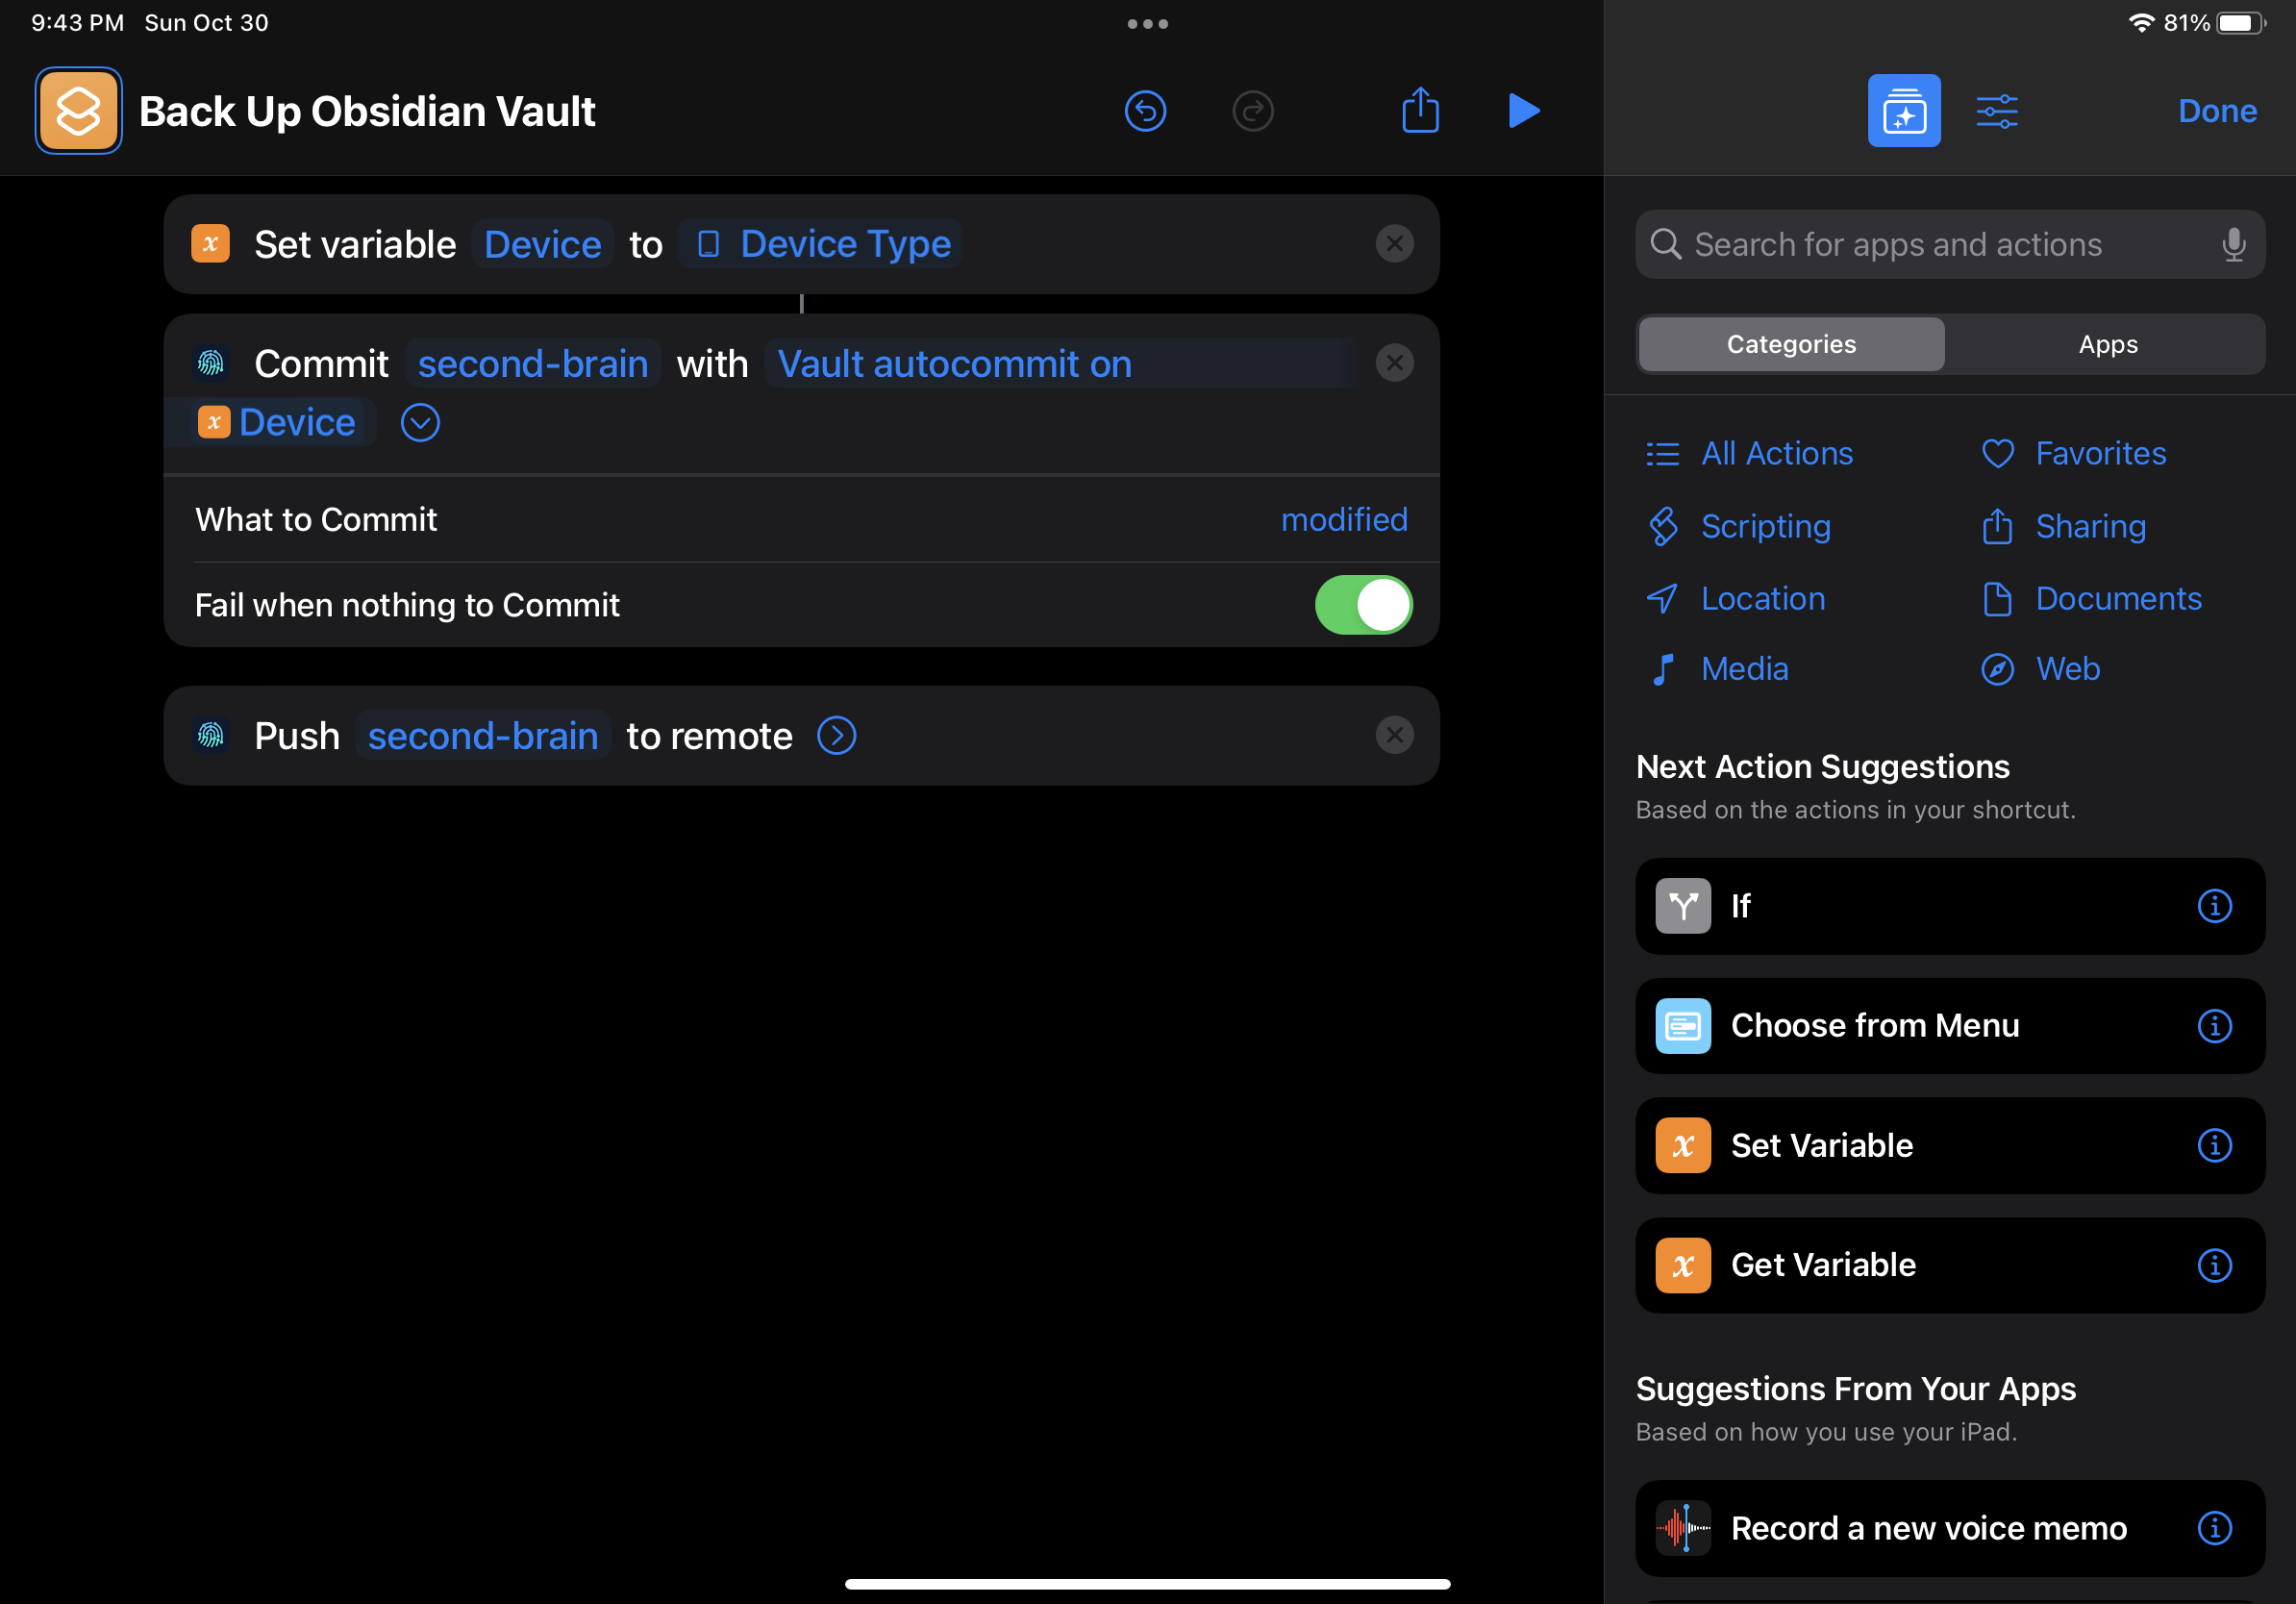 9:43 PM Sun Oct 30
81%
Back Up Obsidian Vault
Done
Set variable Device to Device Type
Commit second-brain with Vault autocommit on
x Device
What to Commit modified
Fail when nothing to Commit
Push second-brain to remote
Search for apps and actions
Categories Apps
All Actions Favorites
Scripting Sharing
Location Documents
Media Web
Next Action Suggestions
Based on the actions in your shortcut.
If
Choose from Menu
x Set Variable
x Get Variable
Suggestions From Your Apps
Based on how you use your iPad.
Record a new voice memo